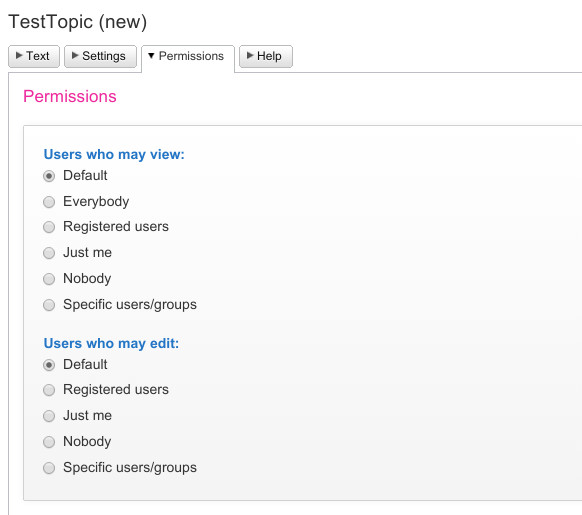 TestTopic (new)
Text Settings Permissions Help
Permissions
Users who may view:
Default
Everybody
Registered users
Just me
Nobody
Specific users/groups
Users who may edit:
Default
Registered users
Just me
Nobody
Specific users/groups